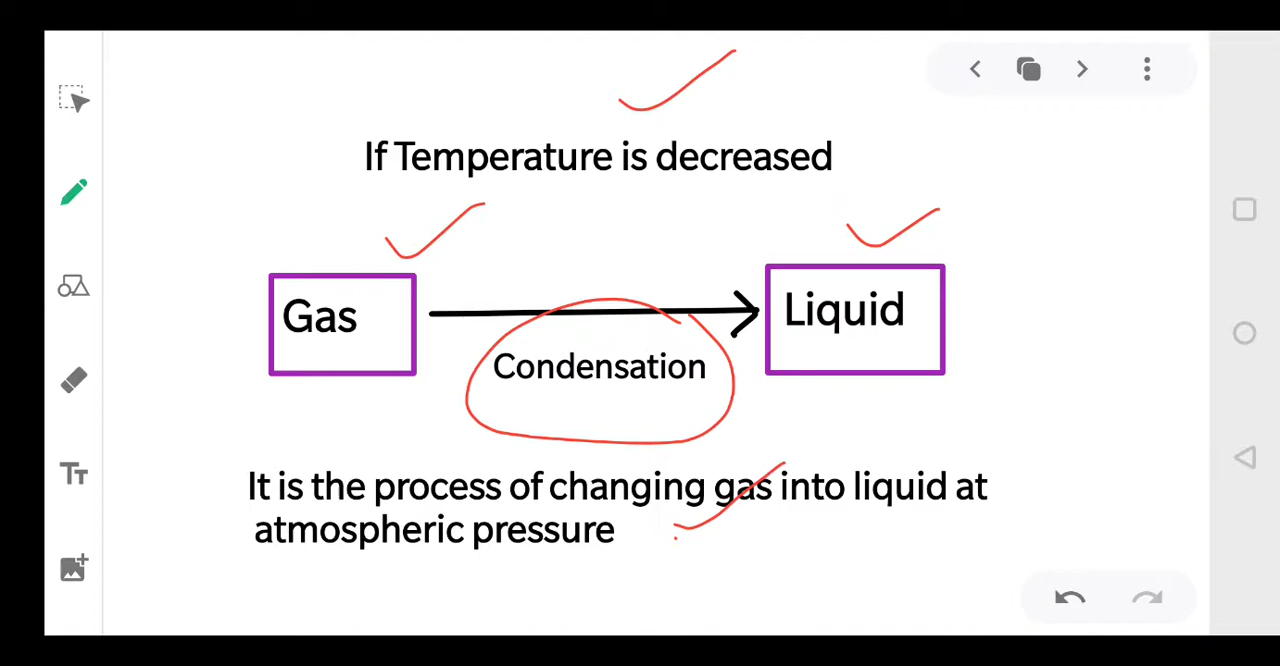 If Temperature is decreased
Gas
Liquid
Condensation
It is the process of changing gas into liquid at
atmospheric pressure